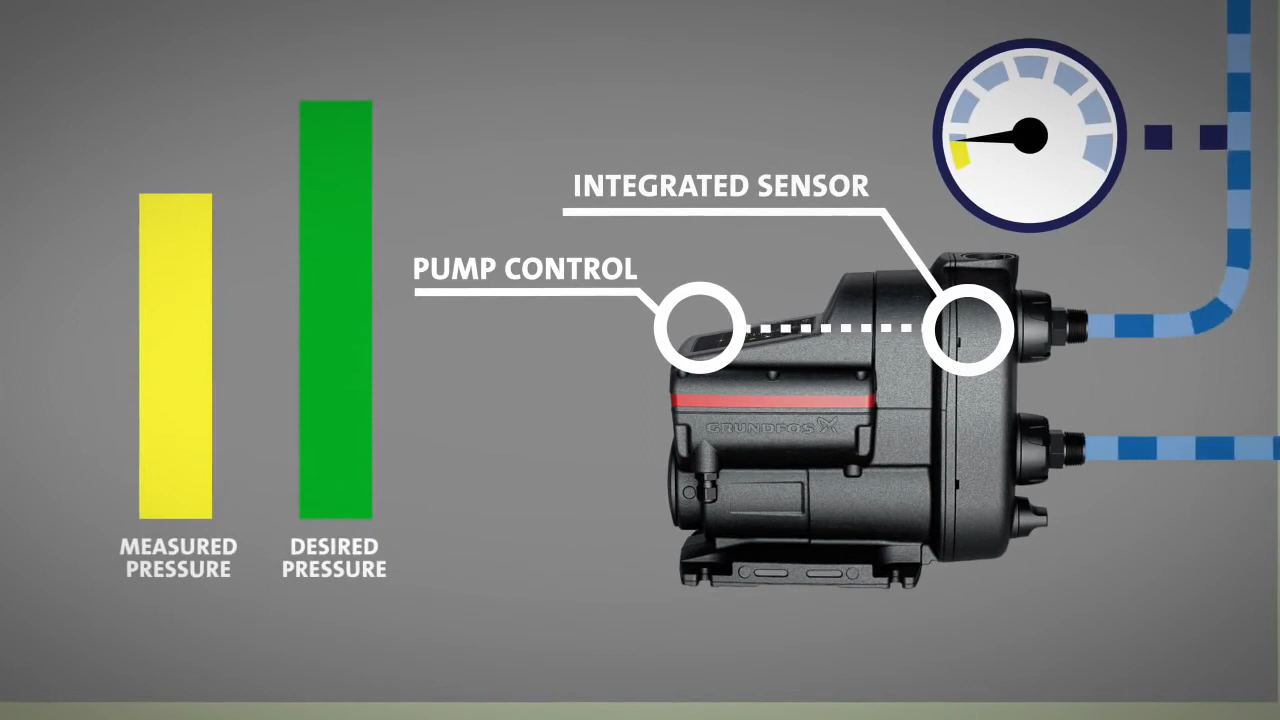 INTEGRATED SENSOR
PUMP CONTROL
GRUNDFOS
MEASURED
PRESSURE
DESIRED
PRESSURE